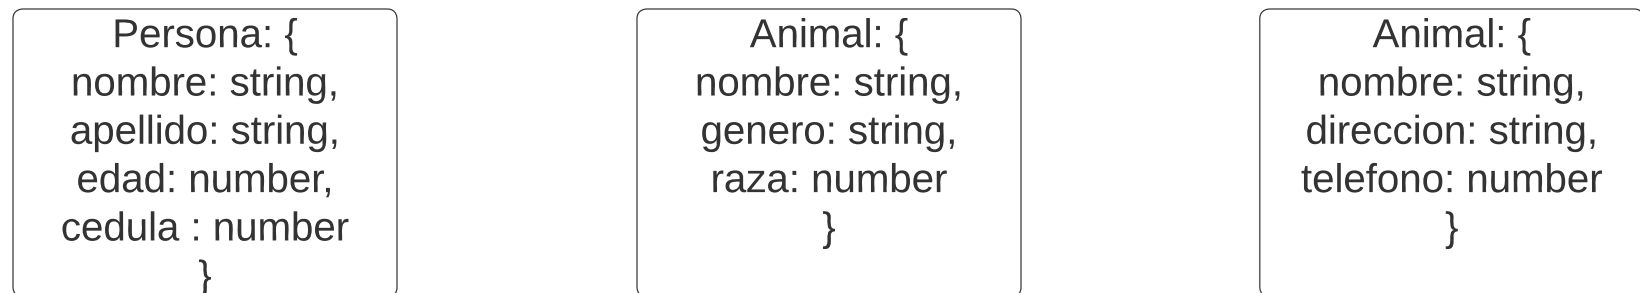 Persona: {
nombre: string,
apellido: string,
edad: number,
cedula : number
}
Animal: {
nombre: string,
genero: string,
raza: number
}
Animal: {
nombre: string,
direccion: string,
telefono: number
}